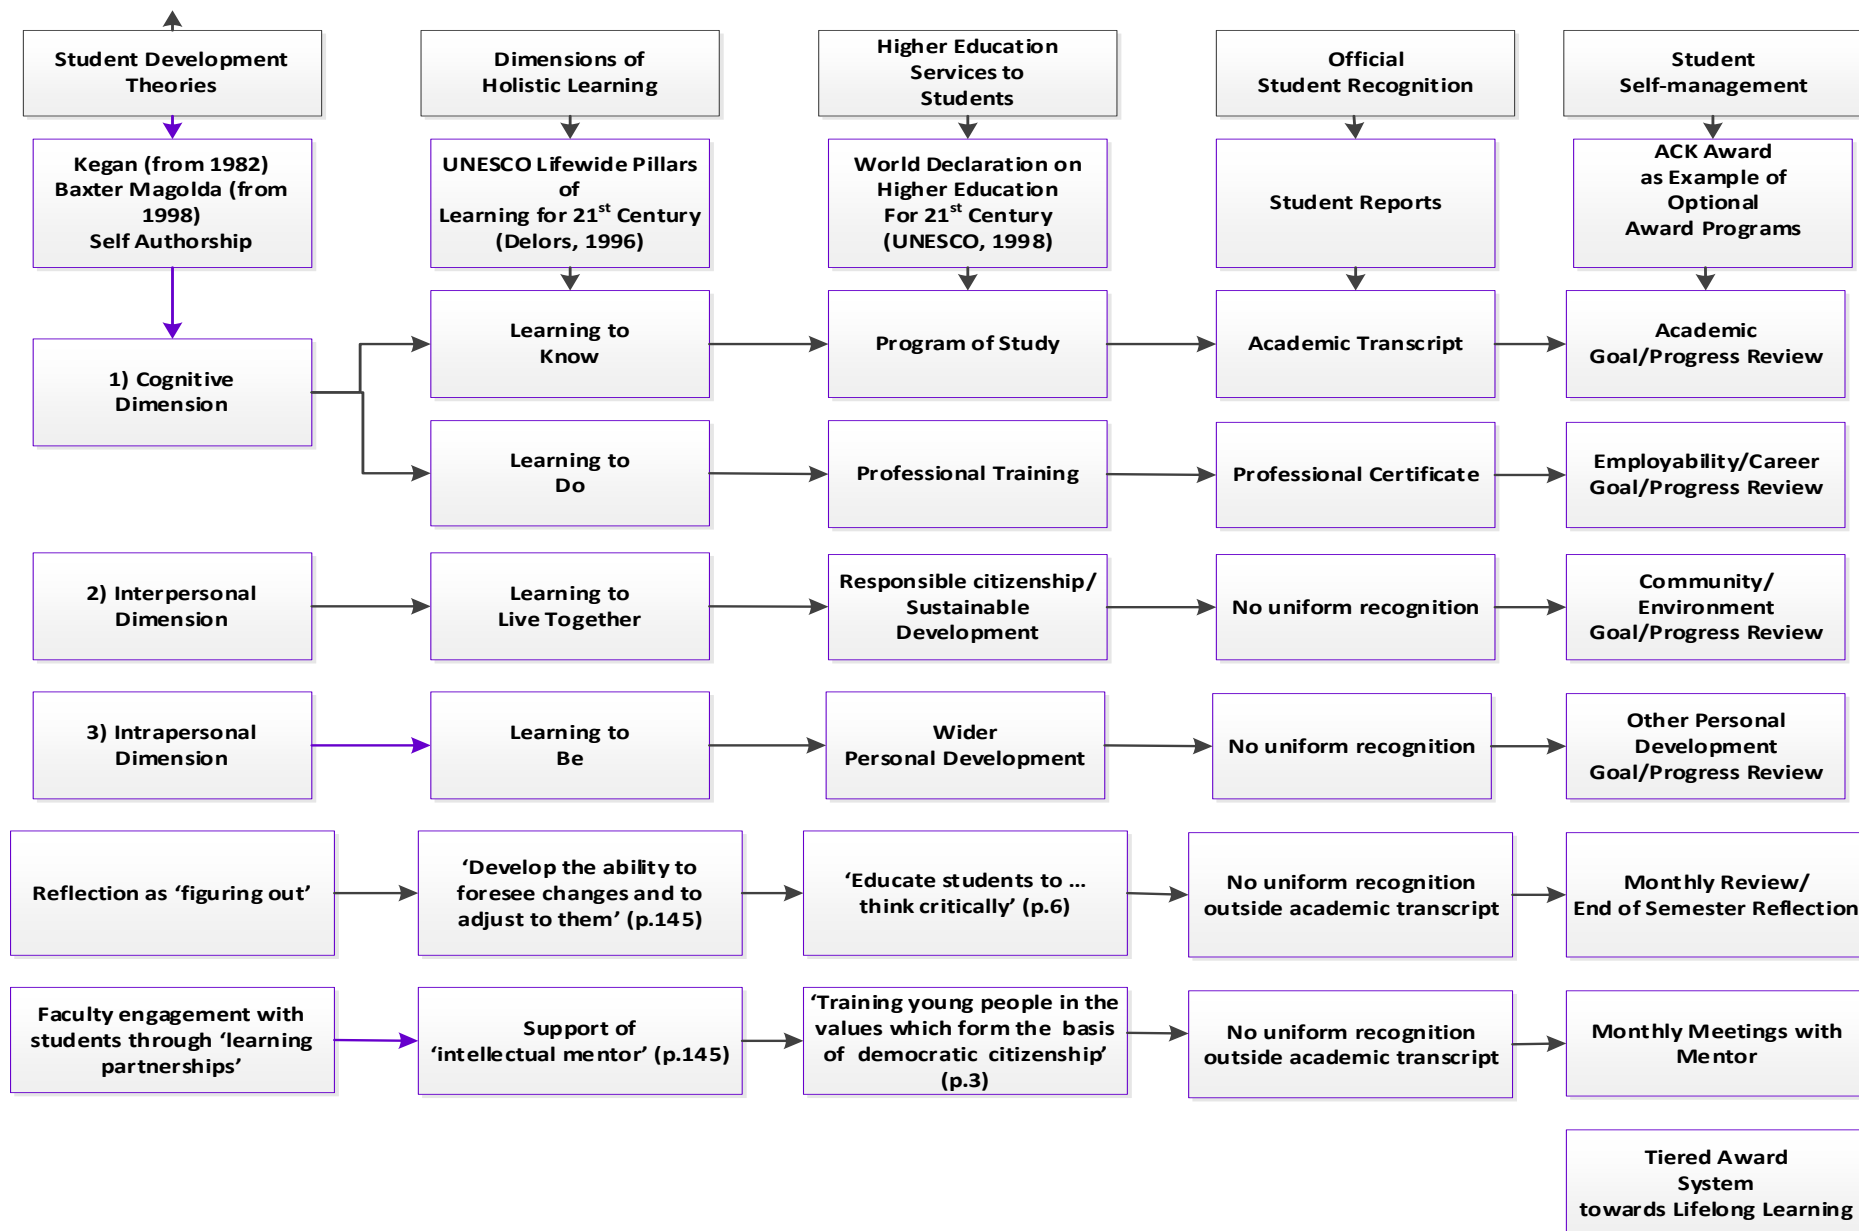 Student Development
Theories
Dimensions of
Holistic Learning
Higher Education
Services to
Students
Official
Student Recognition
Student
Self-management
Kegan (from 1982)
Baxter Magolda (from
1998)
Self Authorship
UNESCO Lifewide Pillars
of
Learning for 21st Century
(Delors, 1996)
World Declaration on
Higher Education
For 21st Century
(UNESCO, 1998)
Student Reports
ACK Award
as Example of
Optional
Award Programs
1) Cognitive
Dimension
Learning to
Know
Program of Study
Academic Transcript
Academic
Goal/Progress Review
Learning to
Do
Professional Training
Professional Certificate
Employability/Career
Goal/Progress Review
2) Interpersonal
Dimension
Learning to
Live Together
Responsible citizenship/
Sustainable
Development
No uniform recognition
Community/
Environment
Goal/Progress Review
3) Intrapersonal
Dimension
Learning to
Be
Wider
Personal Development
No uniform recognition
Other Personal
Development
Goal/Progress Review
Reflection as ‘figuring out’
‘Develop the ability to
foresee changes and to
adjust to them’ (p.145)
‘Educate students to ...
think critically’ (p.6)
No uniform recognition
outside academic transcript
Monthly Review/
End of Semester Reflection
Faculty engagement with
students through ‘learning
partnerships’
Support of
‘intellectual mentor’ (p.145)
‘Training young people in the
values which form the basis
of democratic citizenship’
(p.3)
No uniform recognition
outside academic transcript
Monthly Meetings with
Mentor
Tiered Award
System
towards Lifelong Learning